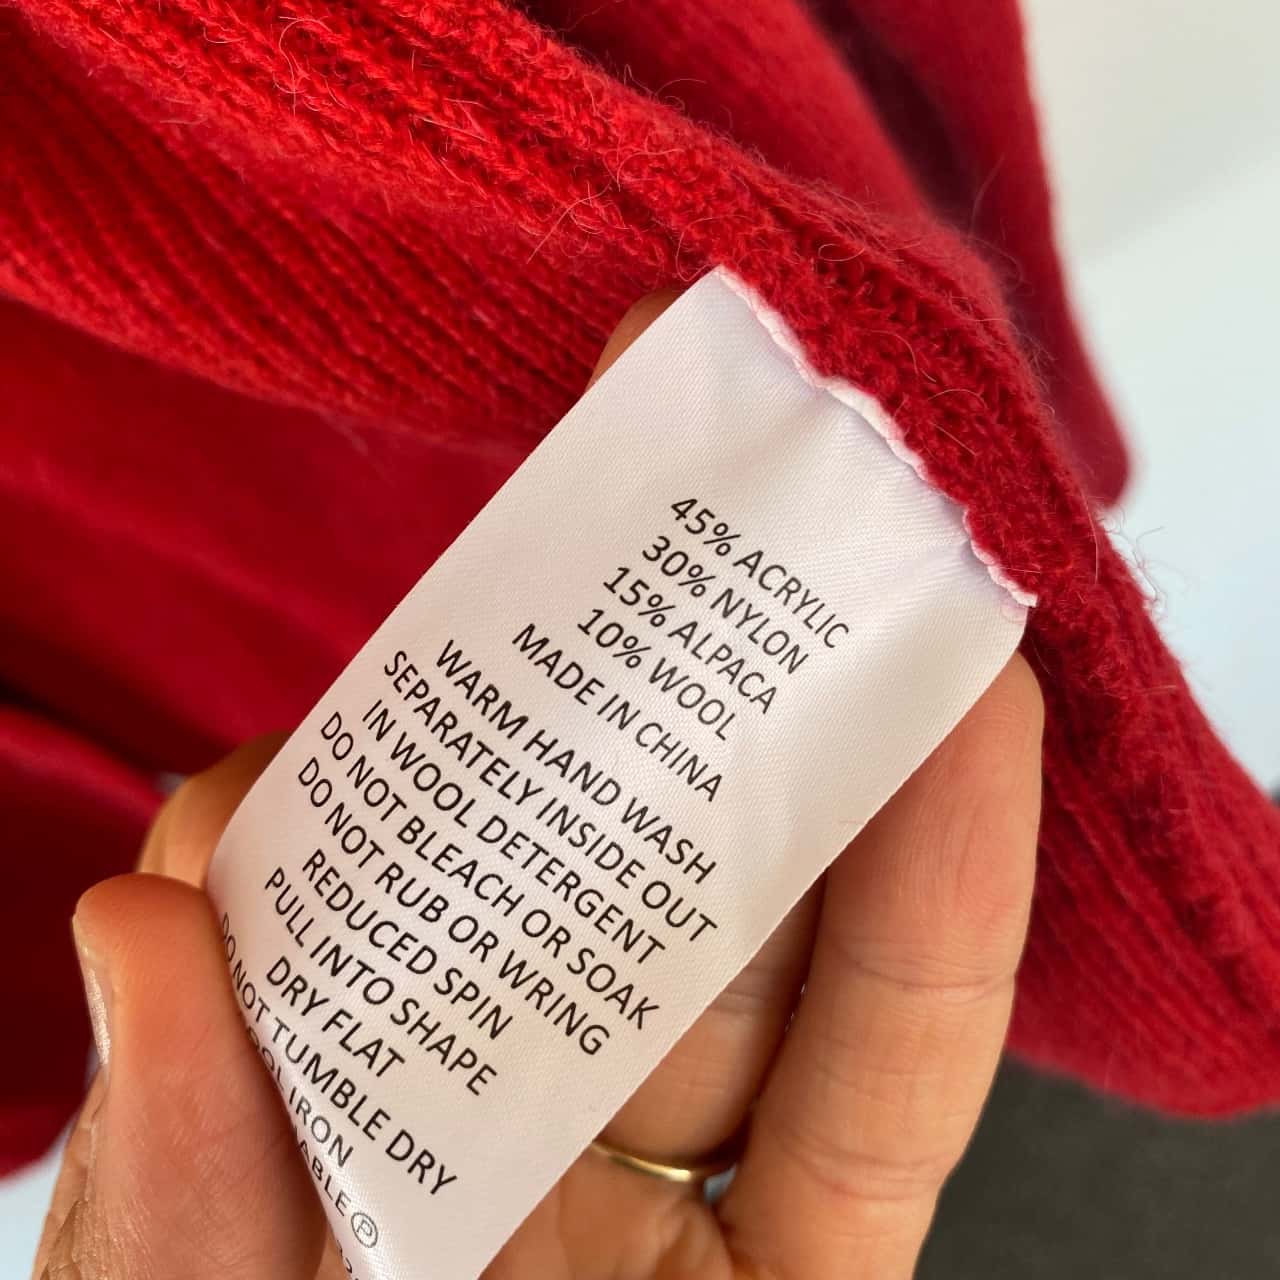 45% ACRYLIC
30% NYLON
15% ALPACA
10% WOOL
MADE IN CHINA
WARM HAND WASH
SEPARATELY INSIDE OUT
IN WOOL DETERGENT
DO NOT BLEACH OR SOAK
DO NOT RUB OR WRING
REDUCED SPIN
PULL INTO SHAPE
DRY FLAT
DO NOT TUMBLE DRY
IRON
ABLE Ⓟ